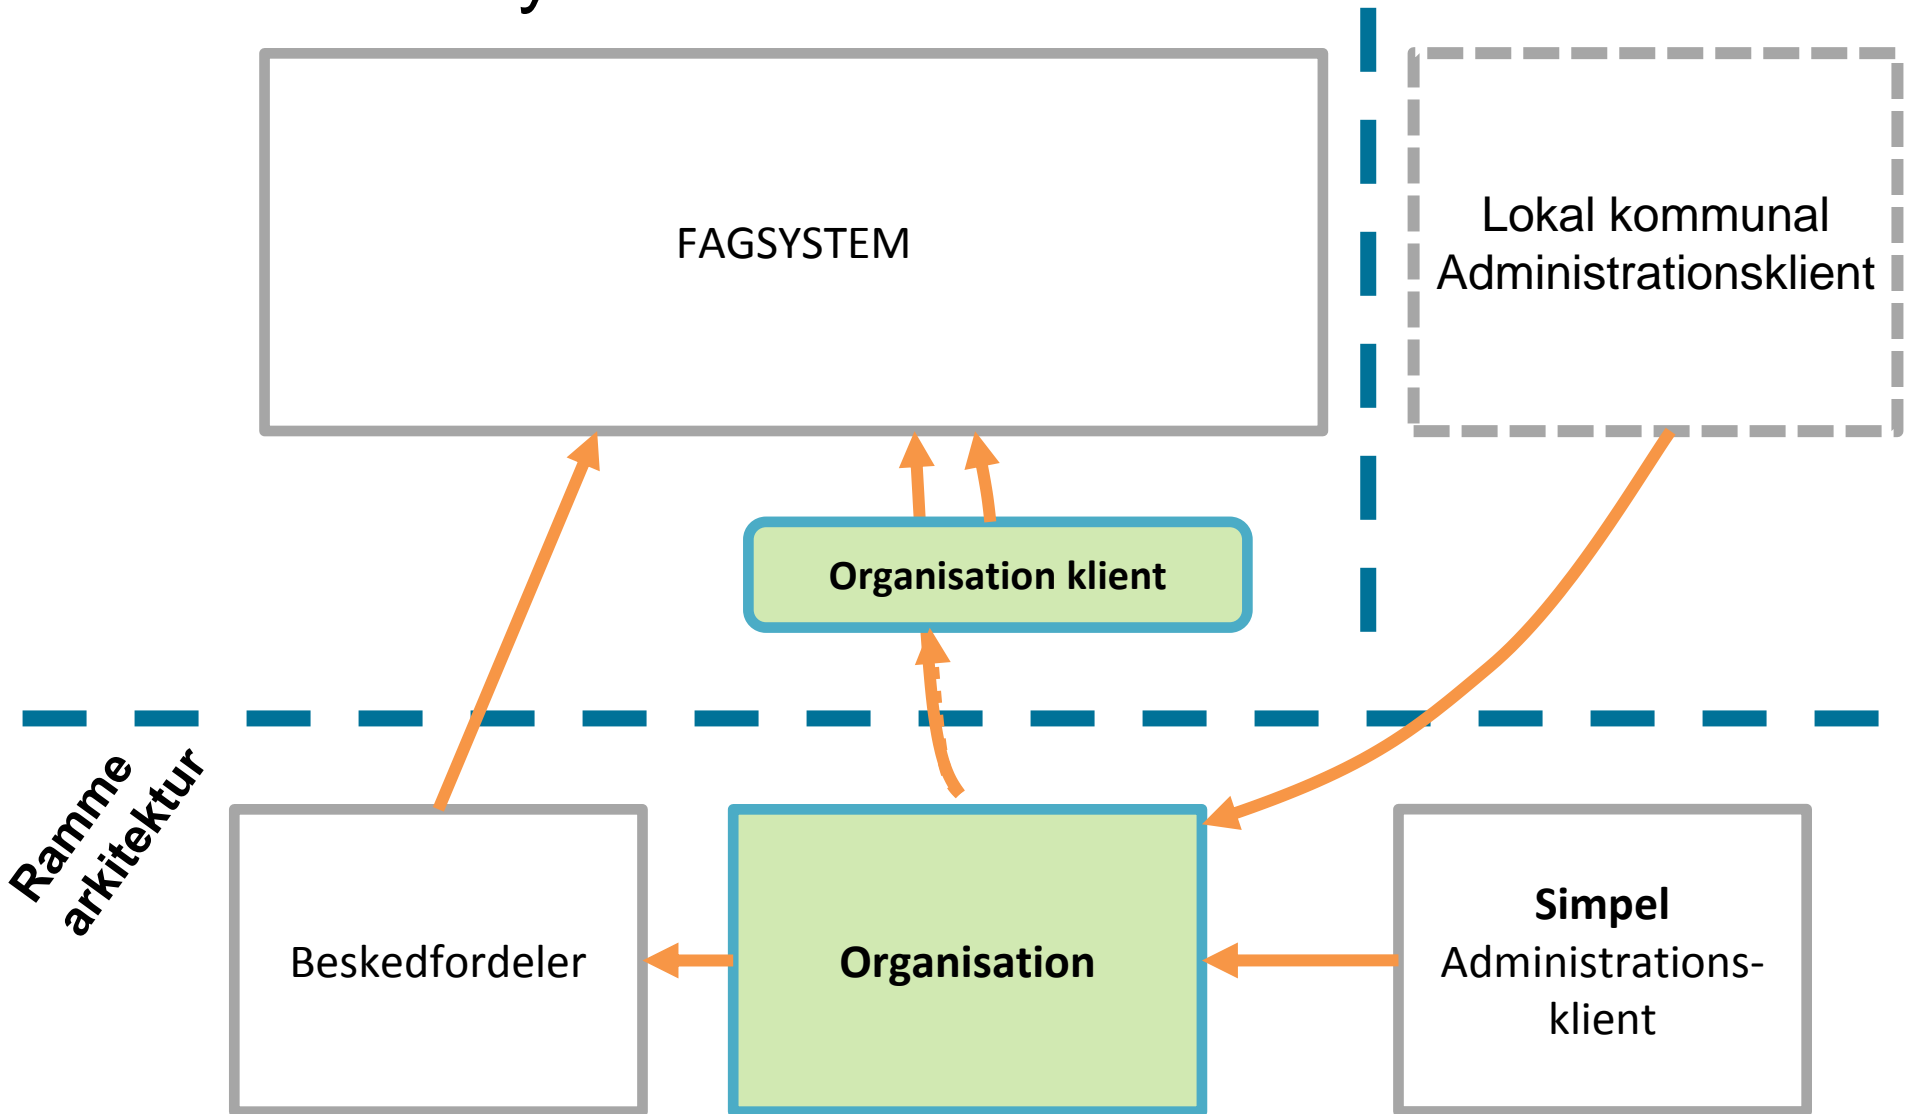 FAGSYSTEM
Lokal kommunal
Administrationsklient
Organisation klient
Ramme
arkitektur
Beskedfordeler
Organisation
Simpel
Administrations-
klient